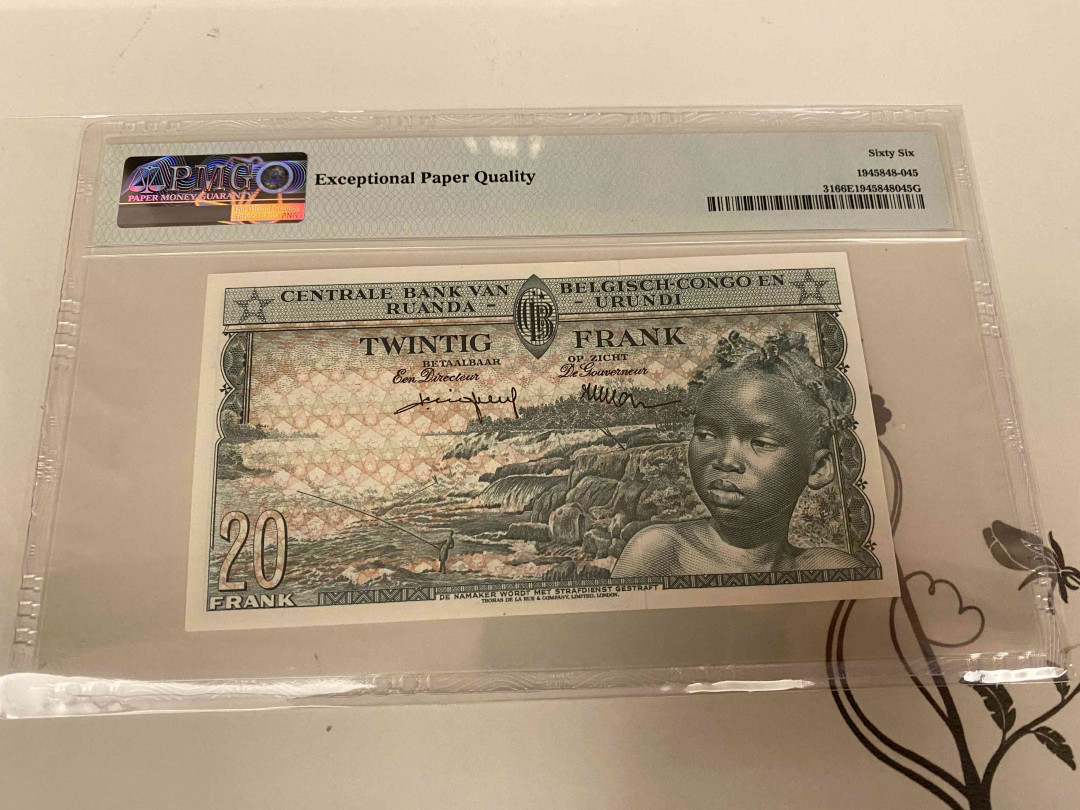 PMG
PAPER MONEY GUARANTY
Exceptional Paper Quality
Sixty Six
1945848-045
3166E1945848045G
CENTRALE BANK VAN BELGISCH-CONGO EN
RUANDA - - URUNDI
TWINTIG FRANK
BETAALBAAR OP ZICHT
Een Directeur De Gouverneur
20
FRANK
DE NAMAKER WORDT MET STRAFDIENST GESTRAFT
THOMAS DE LA RUE & COMPANY, LIMITED, LONDON.